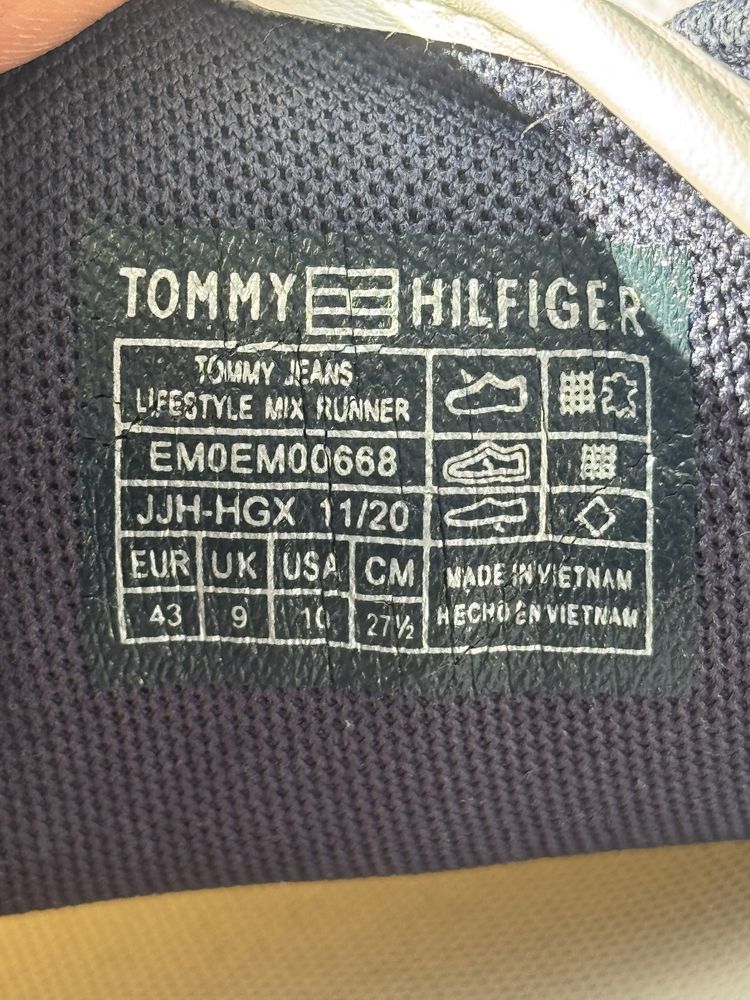 TOMMY HILFIGER
TOMMY JEANS
LIFESTYLE MIX RUNNER
EM0EM00668
JJH-HGX 11/20
EUR UK USA CM
43 9 10 27½
MADE IN VIETNAM
HECHO EN VIETNAM